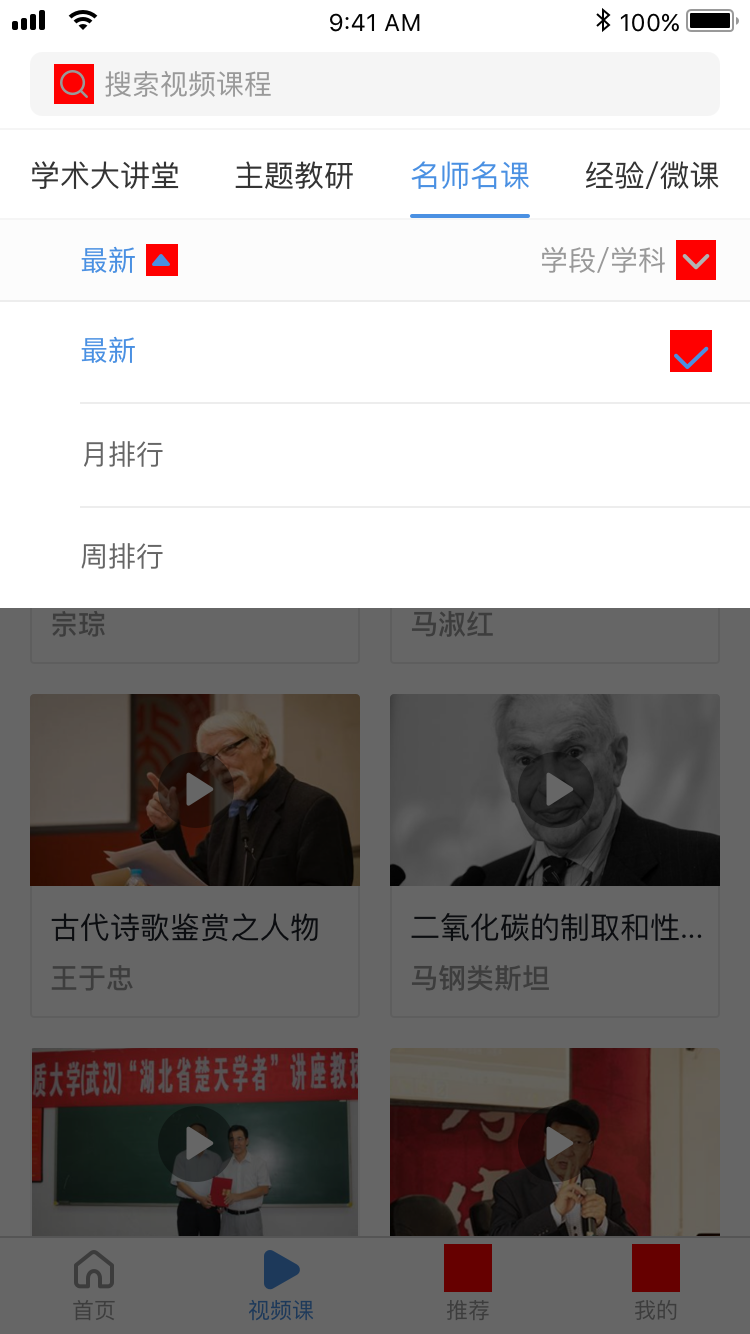 9:41 AM
100%
搜索视频课程
学术大讲堂 主题教研 名师名课 经验/微课
最新 学段/学科
最新
月排行
周排行
宗琮 马淑红
古代诗歌鉴赏之人物 二氧化碳的制取和性...
王于忠 马钢类斯坦
质大学(武汉)“湖北省楚天学者”讲座教授
首页 视频课 推荐 我的